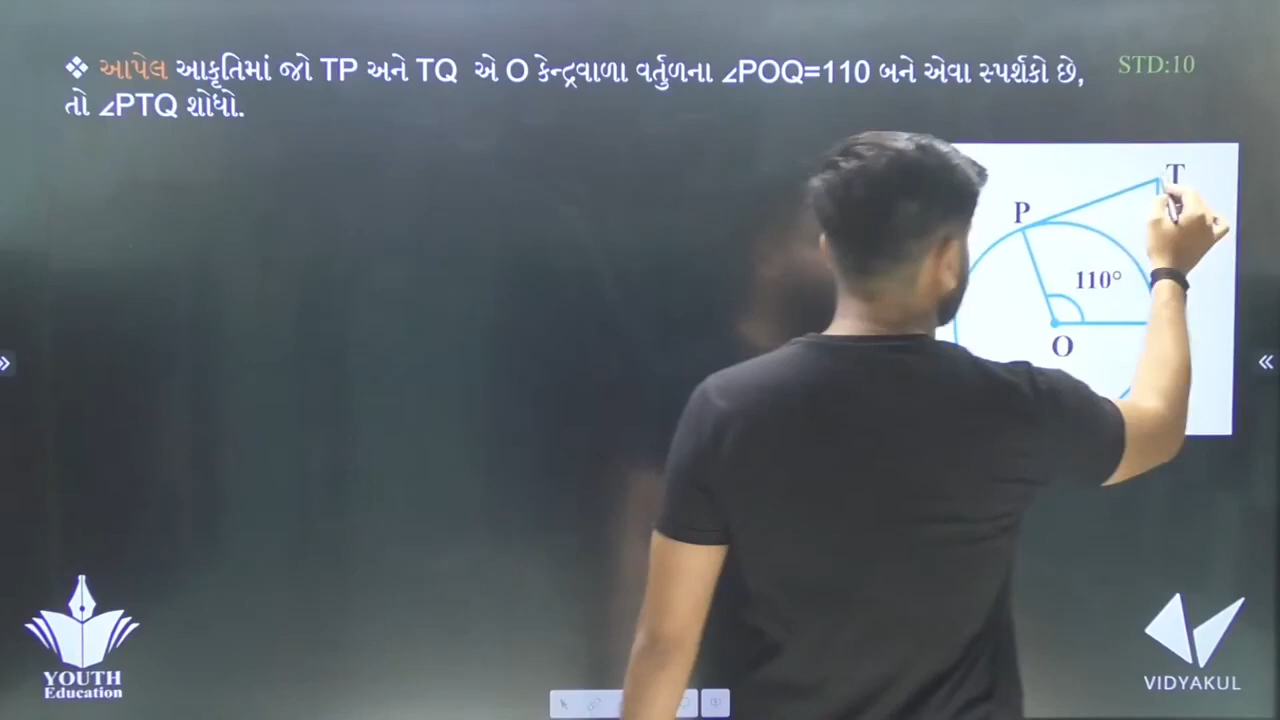 ❖ આપેલ આકૃતિમાં જો TP અને TQ એ O કેન્દ્રવાળા વર્તુળના ∠POQ=110 બને એવા સ્પર્શકો છે,
તો ∠PTQ શોધો.
STD:10
T
P
110°
O
YOUTH
Education
VIDYAKUL